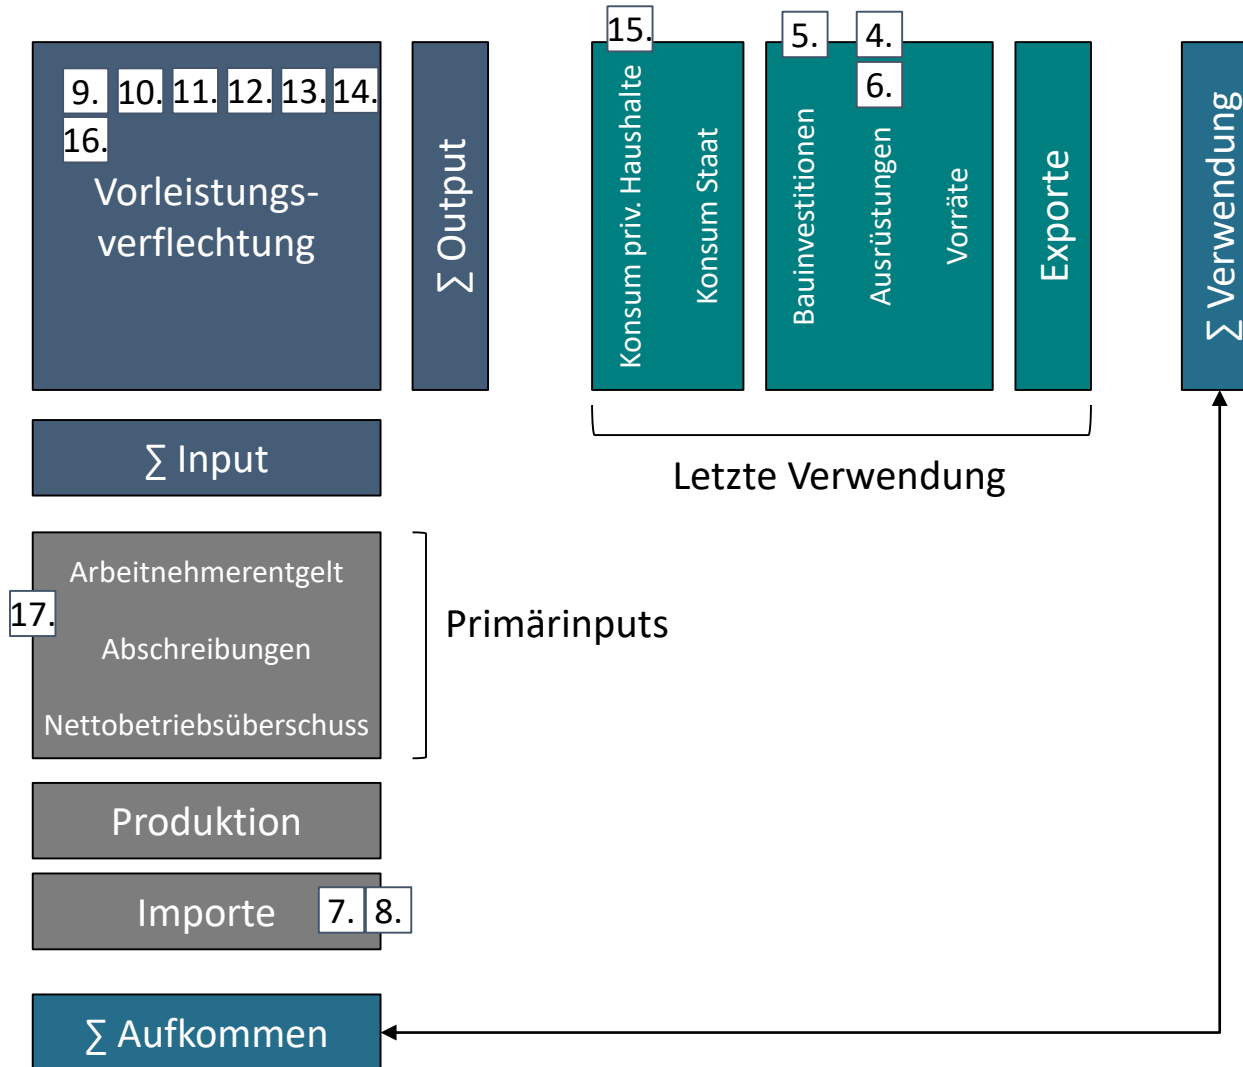 15.
5.
4.
9.
10.
11.
12.
13.
14.
6.
16.
Vorleistungs-
verflechtung
∑ Output
Konsum priv. Haushalte
Konsum Staat
Bauinvestitionen
Ausrüstungen
Vorräte
Exporte
∑ Verwendung
∑ Input
Letzte Verwendung
Arbeitnehmerentgelt
17.
Abschreibungen
Nettobetriebsüberschuss
Primärinputs
Produktion
Importe
7.
8.
∑ Aufkommen